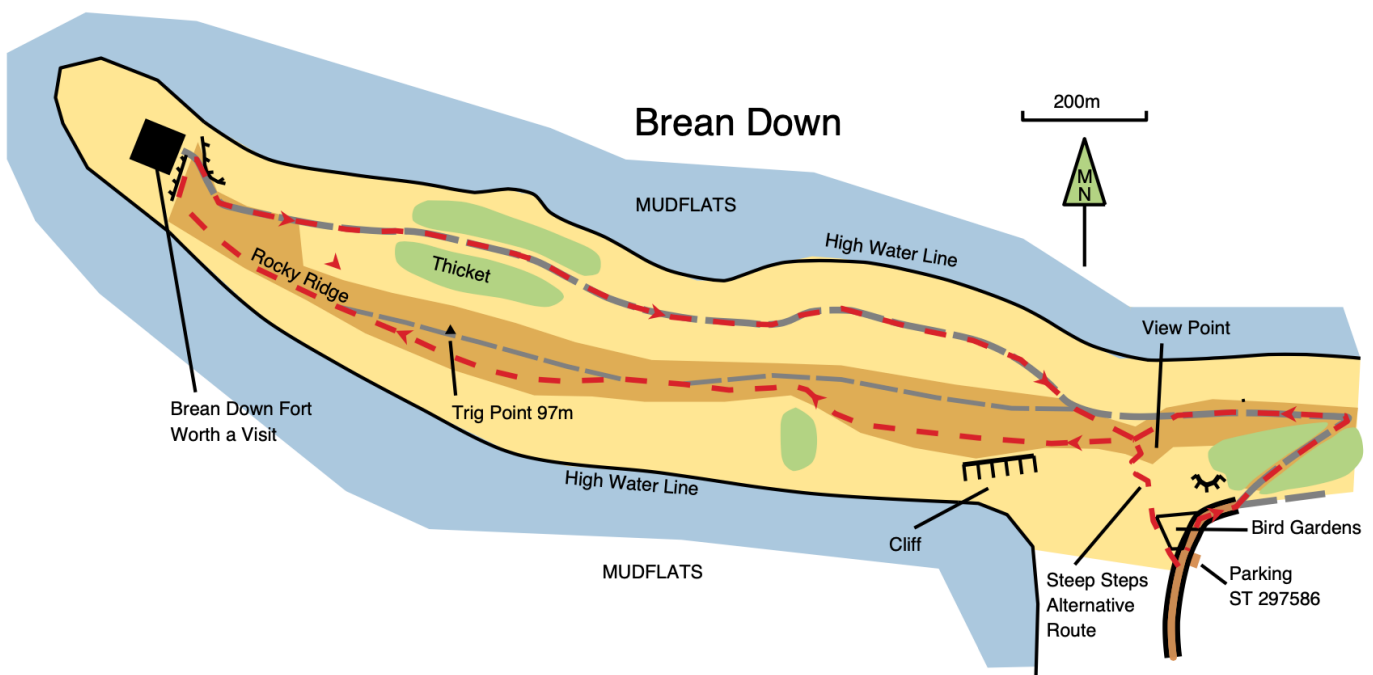 200m
Brean Down
M
N
MUDFLATS
High Water Line
View Point
Thicket
Rocky Ridge
Brean Down Fort
Worth a Visit
Trig Point 97m
High Water Line
Cliff
Bird Gardens
MUDFLATS
Steep Steps
Alternative
Route
Parking
ST 297586